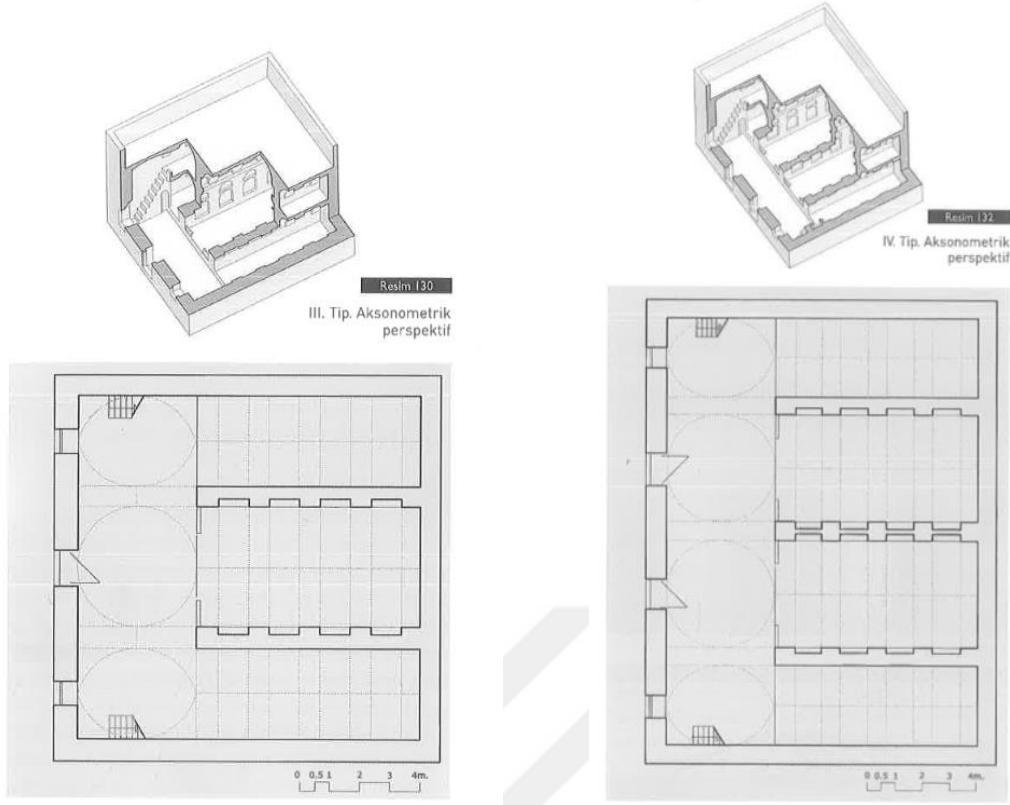 Resim 130
III. Tip. Aksonometrik
perspektif
0 0.5 1 2 3 4m.
Resim 132
IV. Tip. Aksonometrik
perspektif
0 0.5 1 2 3 4m.